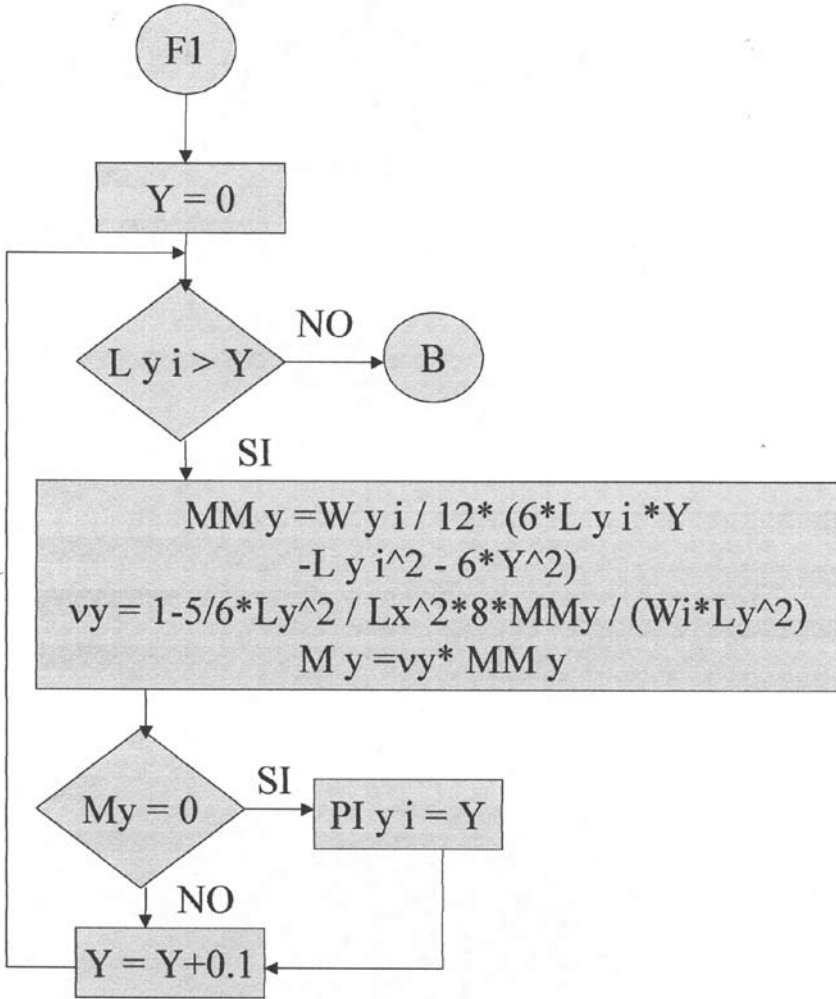 F1
Y = 0
L y i > Y
NO
B
SI
MM y =W y i / 12* (6*L y i *Y
-L y i^2 - 6*Y^2)
νy = 1-5/6*Ly^2 / Lx^2*8*MMy / (Wi*Ly^2)
M y =νy* MM y
My = 0
SI
PI y i = Y
NO
Y = Y+0.1